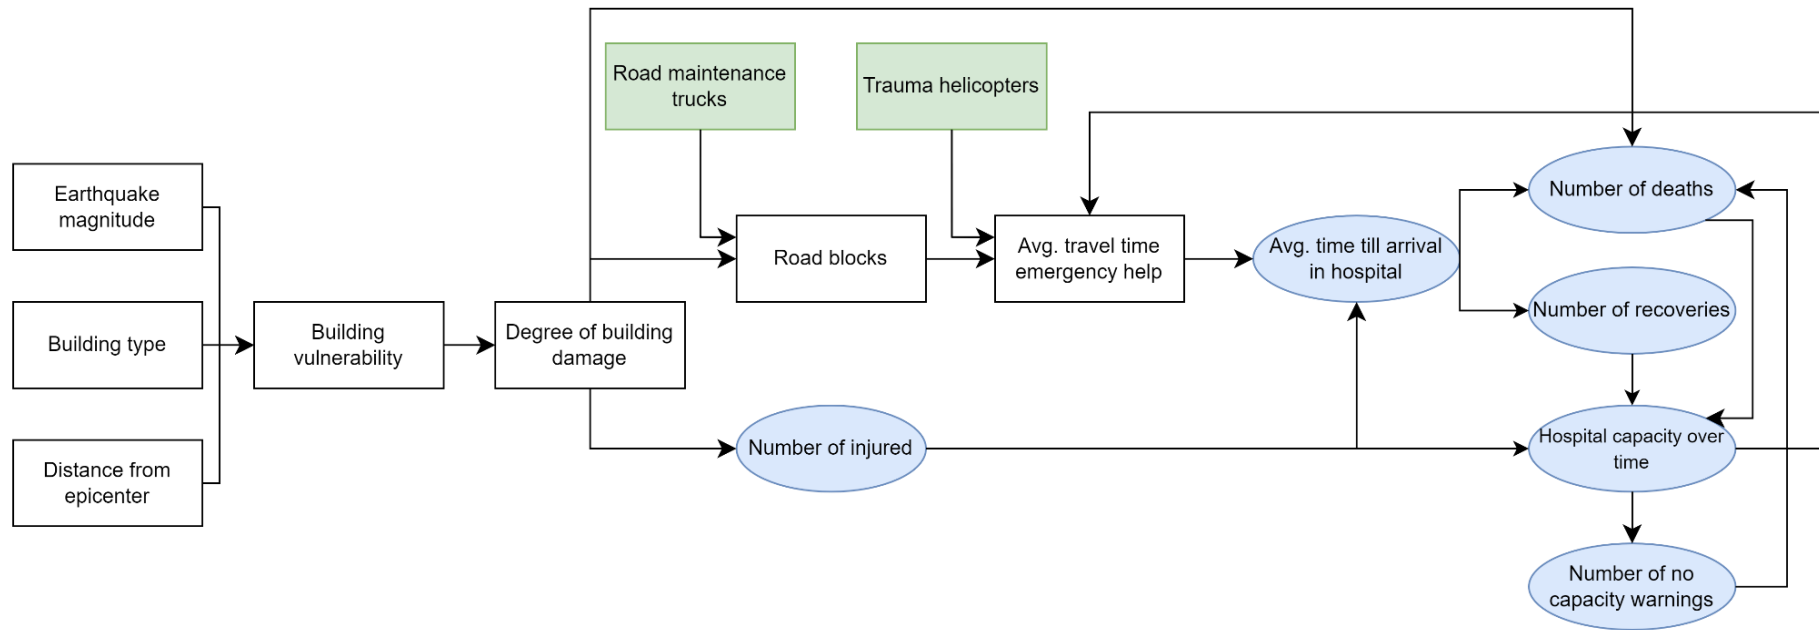 Road maintenance
trucks
Trauma helicopters
Earthquake
magnitude
Number of deaths
Road blocks
Avg. travel time
emergency help
Avg. time till arrival
in hospital
Building type
Building
vulnerability
Degree of building
damage
Number of recoveries
Distance from
epicenter
Number of injured
Hospital capacity over
time
Number of no
capacity warnings